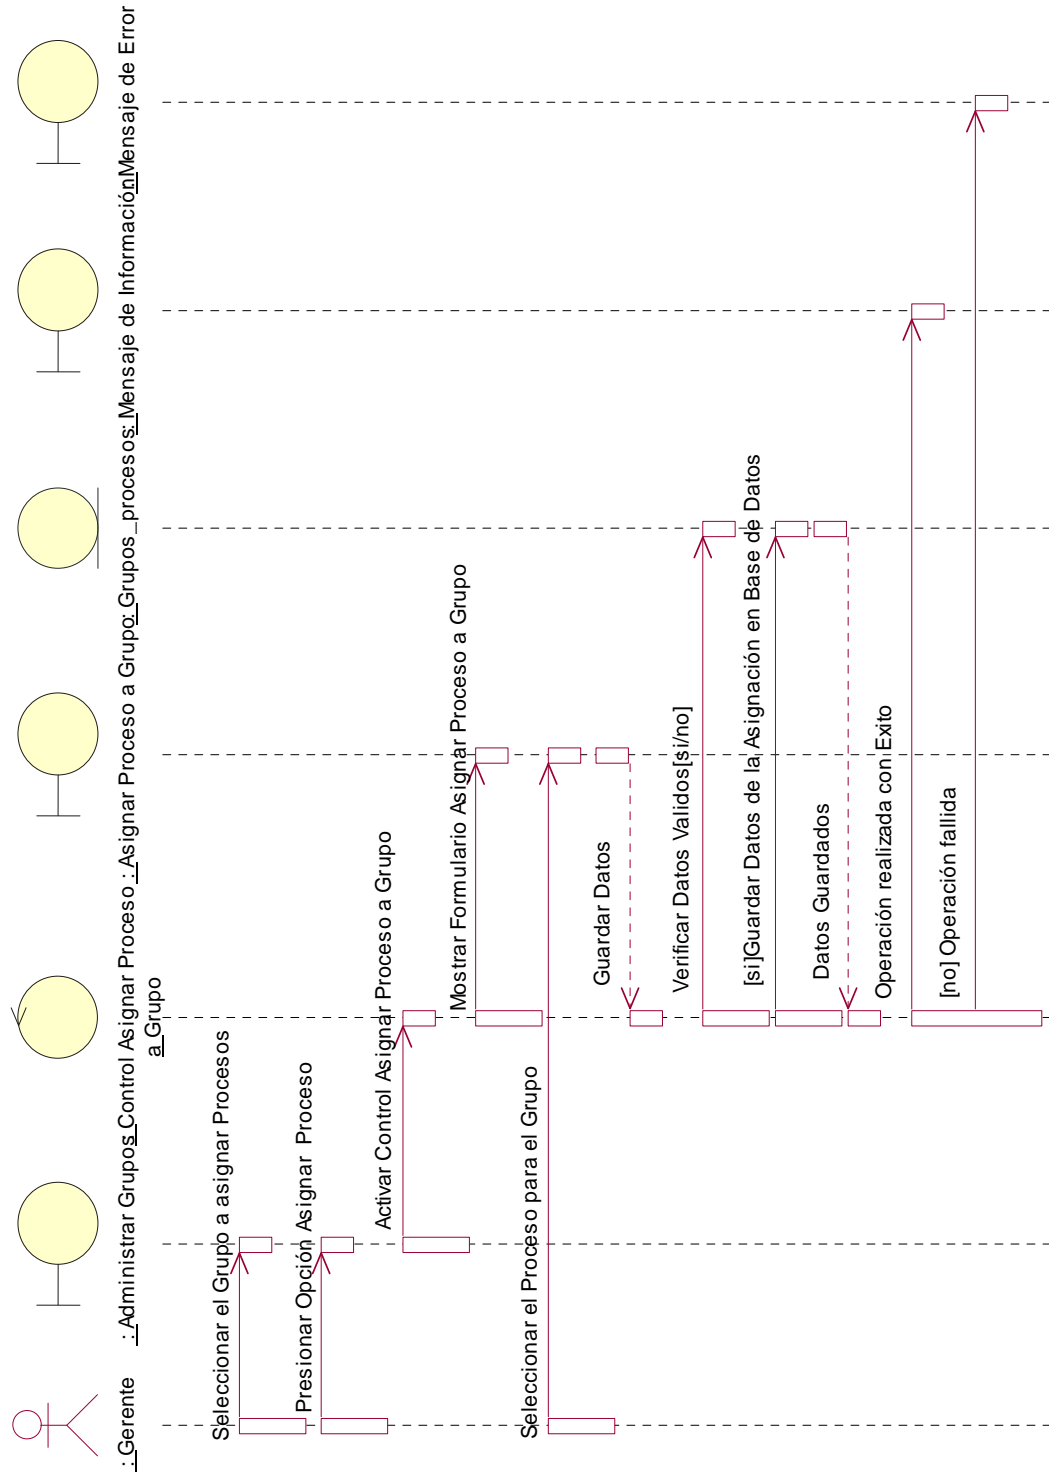 : Gerente
: Administrar Grupos
: Control Asignar Proceso
a Grupo
: Asignar Proceso a Grupo
: Grupos_procesos
: Mensaje de Información
: Mensaje de Error
Seleccionar el Grupo a asignar Procesos
Presionar Opción Asignar Proceso
Activar Control Asignar Proceso a Grupo
Mostrar Formulario Asignar Proceso a Grupo
Seleccionar el Proceso para el Grupo
Guardar Datos
Verificar Datos Validos[si/no]
[si]Guardar Datos de la Asignación en Base de Datos
Datos Guardados
Operación realizada con Exito
[no] Operación fallida